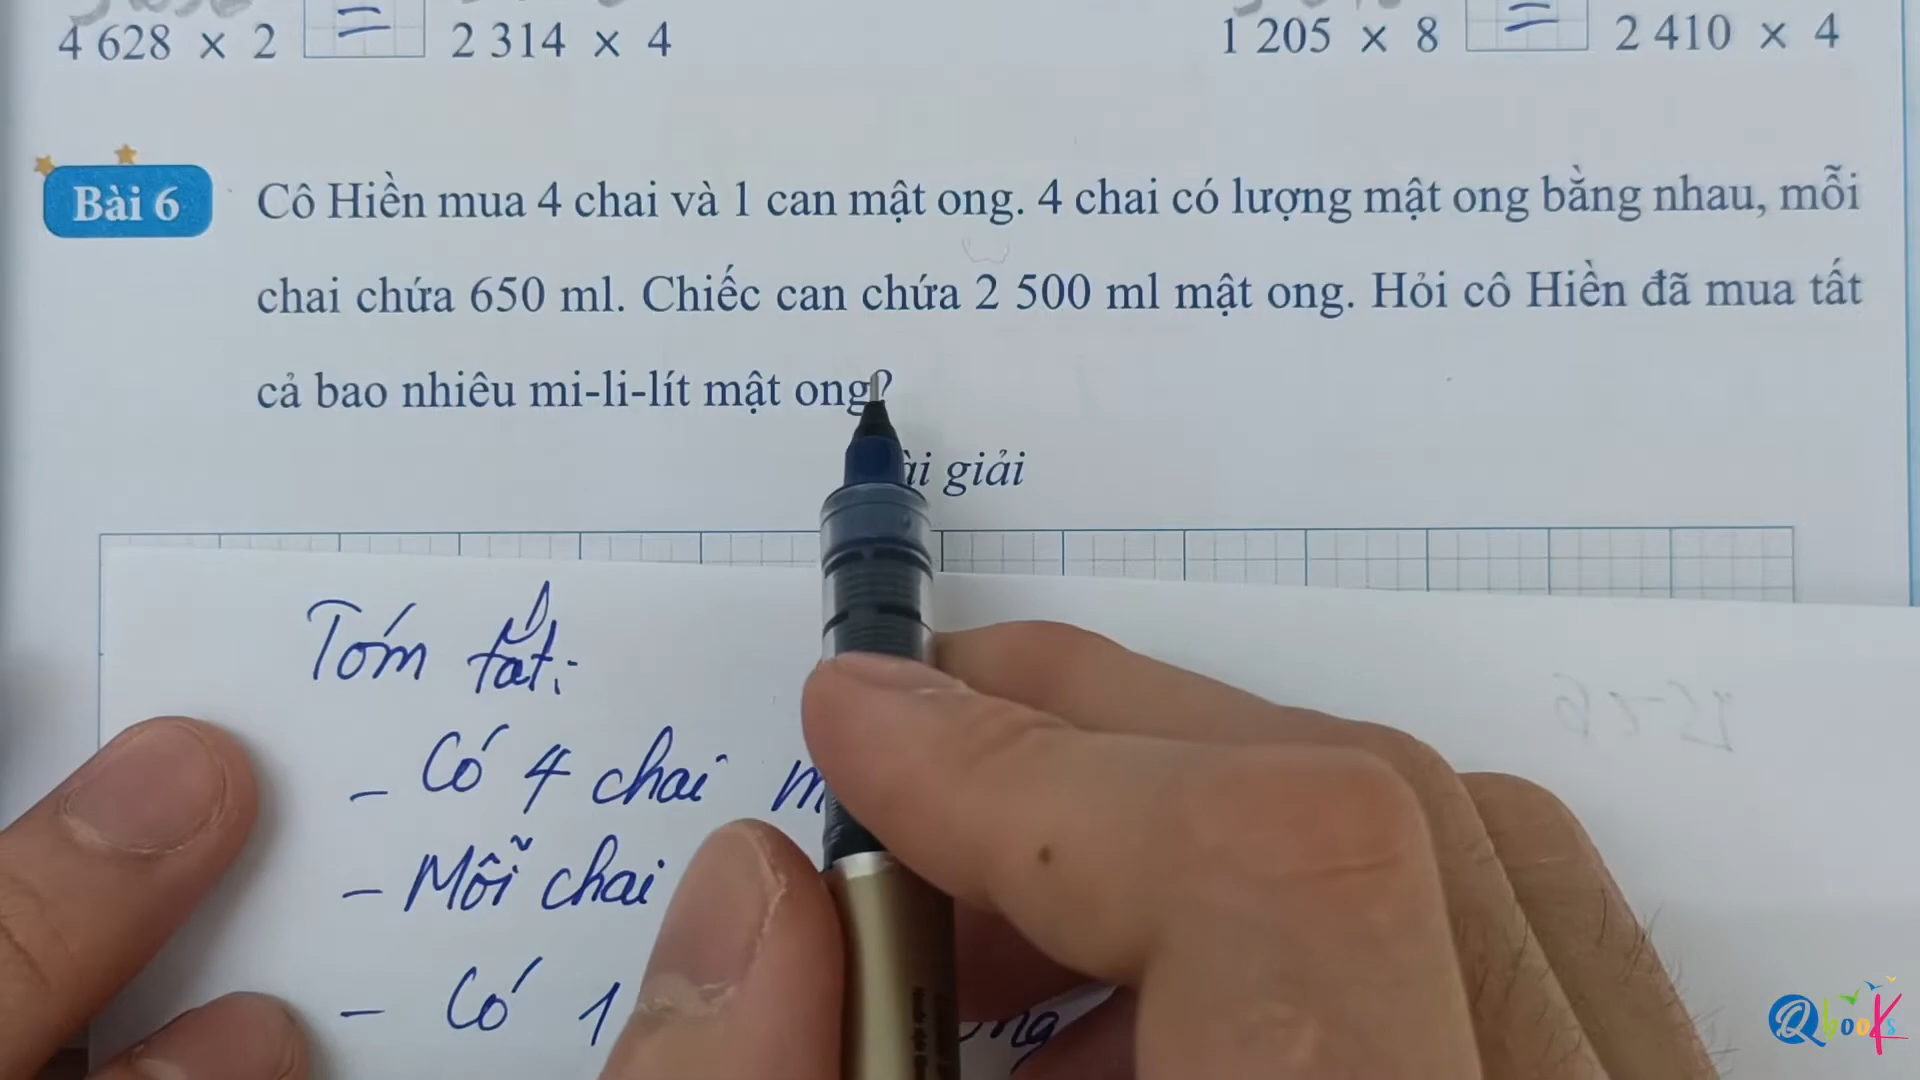 4 628 × 2 = 2 314 × 4
1 205 × 8 = 2 410 × 4
Bài 6
Cô Hiền mua 4 chai và 1 can mật ong. 4 chai có lượng mật ong bằng nhau, mỗi
chai chứa 650 ml. Chiếc can chứa 2 500 ml mật ong. Hỏi cô Hiền đã mua tất
cả bao nhiêu mi-li-lít mật ong?
ài giải
Tóm tắt:
- Có 4 chai m
- Mỗi chai
- Có 1 ong
Qbooks